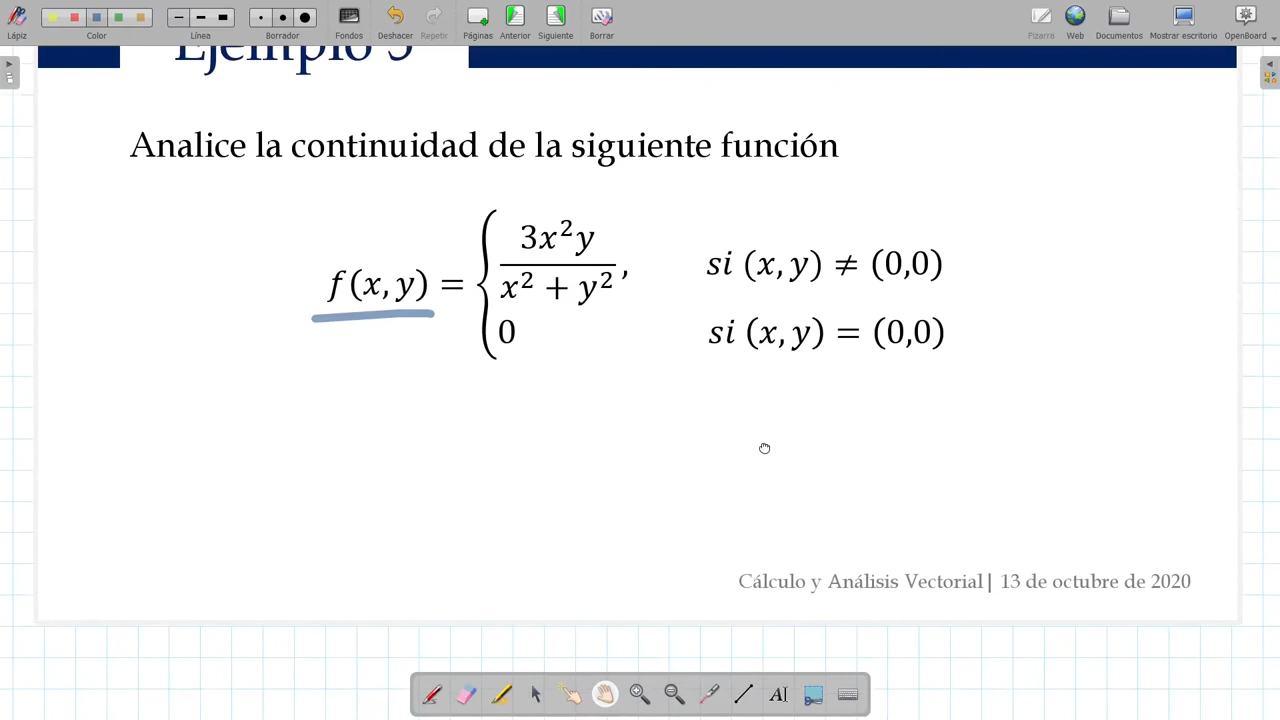 Lápiz Color Línea Borrador Fondos Deshacer Repetir Páginas Anterior Siguiente Borrar Pizarra Web Documentos Mostrar escritorio OpenBoard
Ejemplo 3
Analice la continuidad de la siguiente función
f(x, y) = { 3x²y / x² + y², si (x, y) ≠ (0,0)
0 si (x, y) = (0,0)
Cálculo y Análisis Vectorial| 13 de octubre de 2020